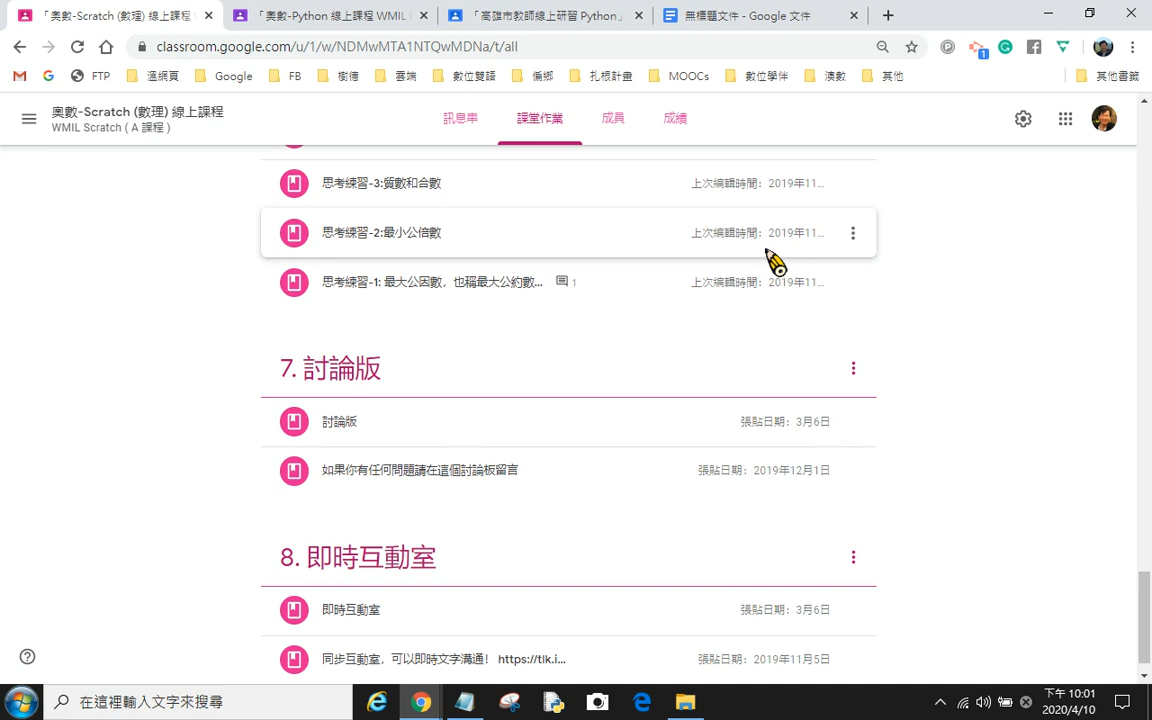 「奧數-Scratch (數理) 線上課程
「奧數-Python 線上課程 WMIL
「高雄市教師線上研習 Python」
無標題文件 - Google 文件
classroom.google.com/u/1/w/NDMwMTA1NTQwMDNa/t/all
FTP
溫網頁
Google
FB
樹德
雲端
數位雙語
偏鄉
扎根計畫
MOOCs
數位學伴
澳數
其他
其他書籤
奧數-Scratch (數理) 線上課程
WMIL Scratch ( A 課程 )
訊息串
課堂作業
成員
成績
思考練習-3:質數和合數
上次編輯時間: 2019年11...
思考練習-2:最小公倍數
上次編輯時間: 2019年11...
思考練習-1: 最大公因數, 也稱最大公約數...
1
上次編輯時間: 2019年11...
7. 討論版
討論版
張貼日期: 3月6日
如果你有任何問題請在這個討論板留言
張貼日期: 2019年12月1日
8. 即時互動室
即時互動室
張貼日期: 3月6日
同步互動室, 可以即時文字溝通! https://tlk.i...
張貼日期: 2019年11月5日
在這裡輸入文字來搜尋
下午 10:01
2020/4/10